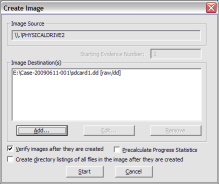 Create Image
Image Source
\\.\PHYSICALDRIVE2
Starting Evidence Number: 1
Image Destination(s)
E:\Case-20090611-001\sdcard1.dd [raw/dd]
Add... Edit... Remove
Verify images after they are created Precalculate Progress Statistics
Create directory listings of all files in the image after they are created
Start Cancel